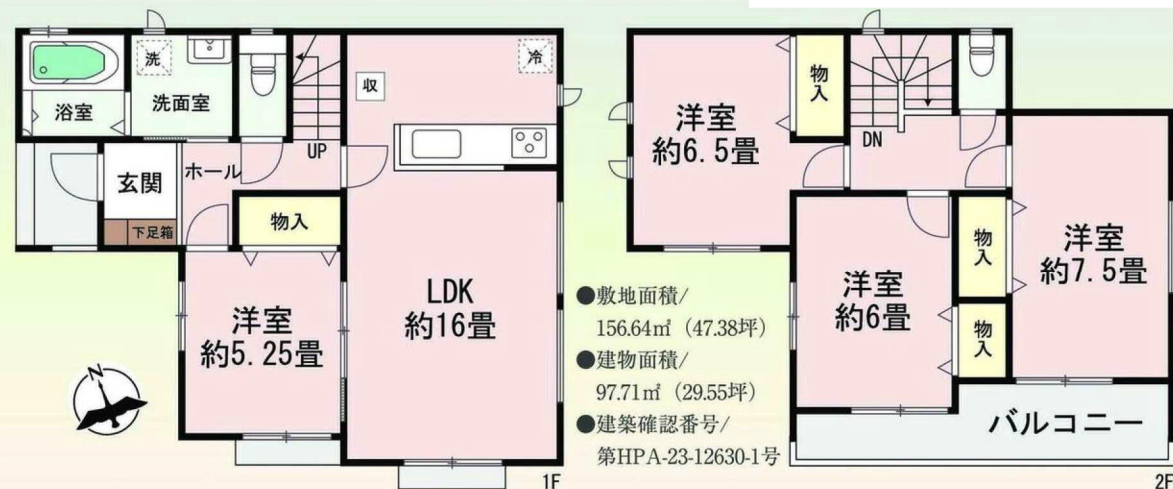 洗
浴室
洗面室
収
冷
UP
玄関
ホール
下足箱
物入
洋室
約5.25畳
LDK
約16畳
N
1F
●敷地面積/
156.64㎡(47.38坪)
●建物面積/
97.71㎡(29.55坪)
●建築確認番号/
第HPA-23-12630-1号
洋室
約6.5畳
物入
DN
洋室
約6畳
物入
物入
洋室
約7.5畳
バルコニー
2F